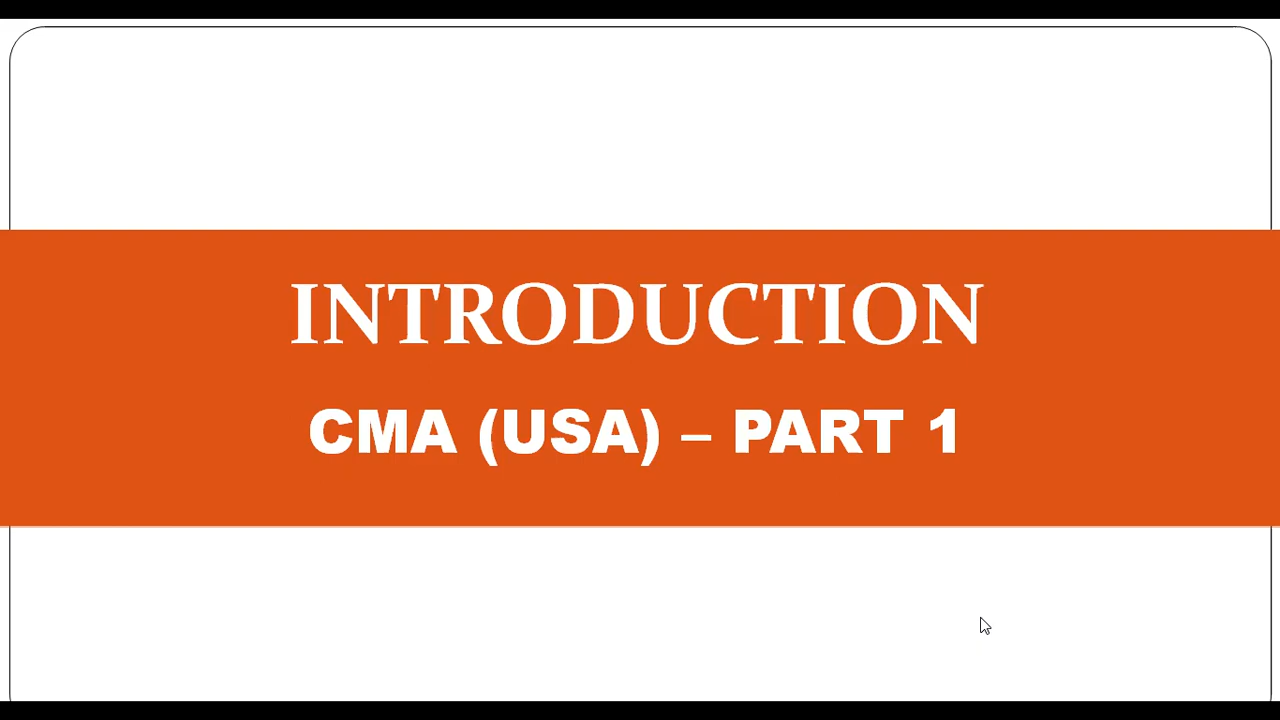 INTRODUCTION
CMA (USA) – PART 1